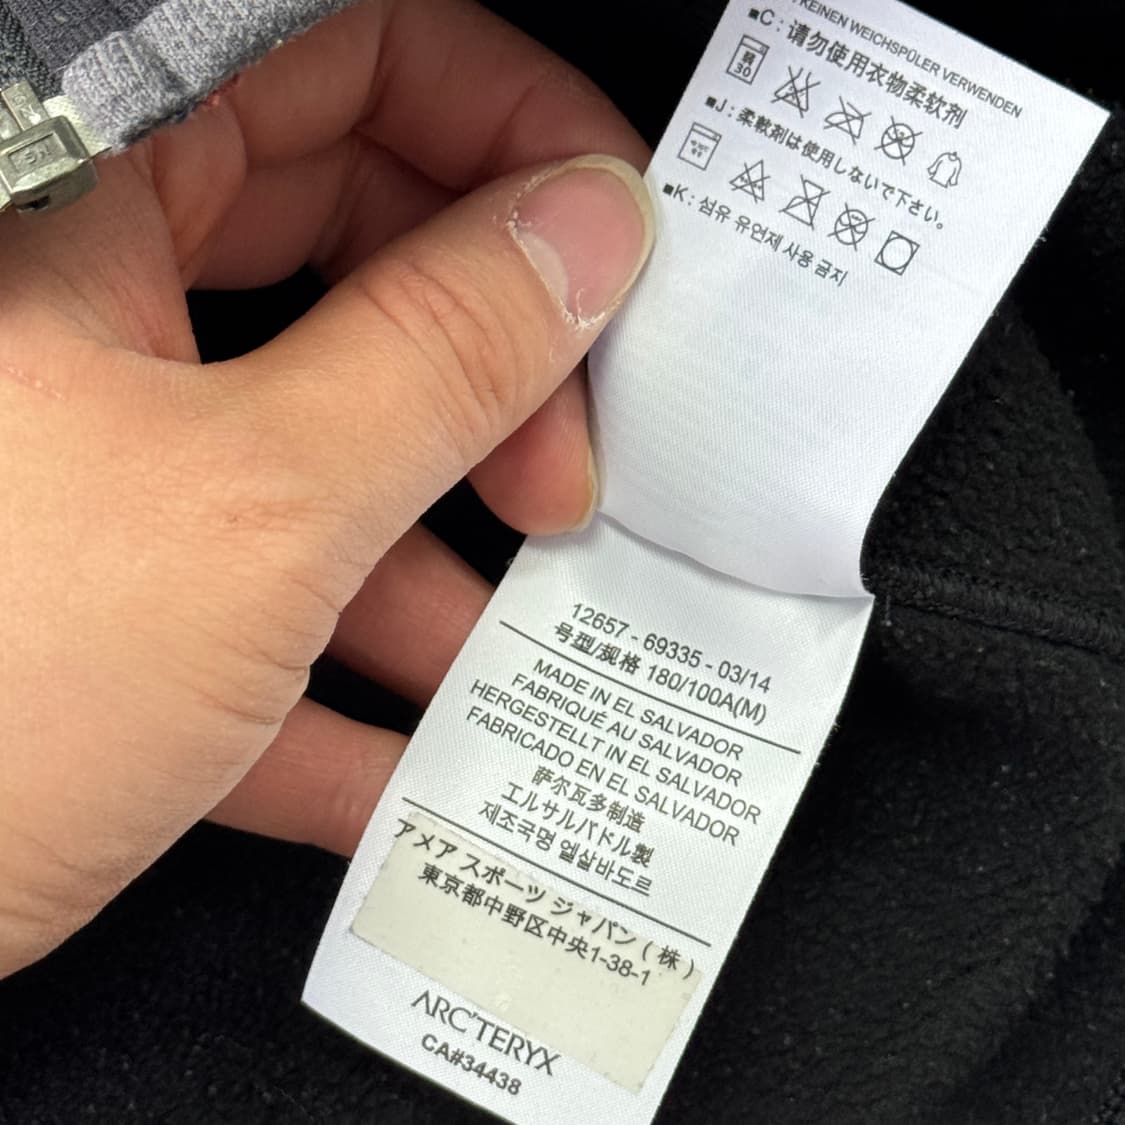 KEINEN WEICHSPÜLER VERWENDEN
■C : 请勿使用衣物柔软剂
30
■J : 柔軟剤は使用しないで下さい。
■K : 섬유 유연제 사용 금지
12657 - 69335 - 03/14
号型/规格 180/100A(M)
MADE IN EL SALVADOR
FABRIQUÉ AU SALVADOR
HERGESTELLT IN EL SALVADOR
FABRICADO EN EL SALVADOR
萨尔瓦多制造
エルサルバドル製
제조국명 엘살바도르
アメア スポーツ ジャパン ( 株 )
東京都中野区中央1-38-1
ARC'TERYX
CA#34438